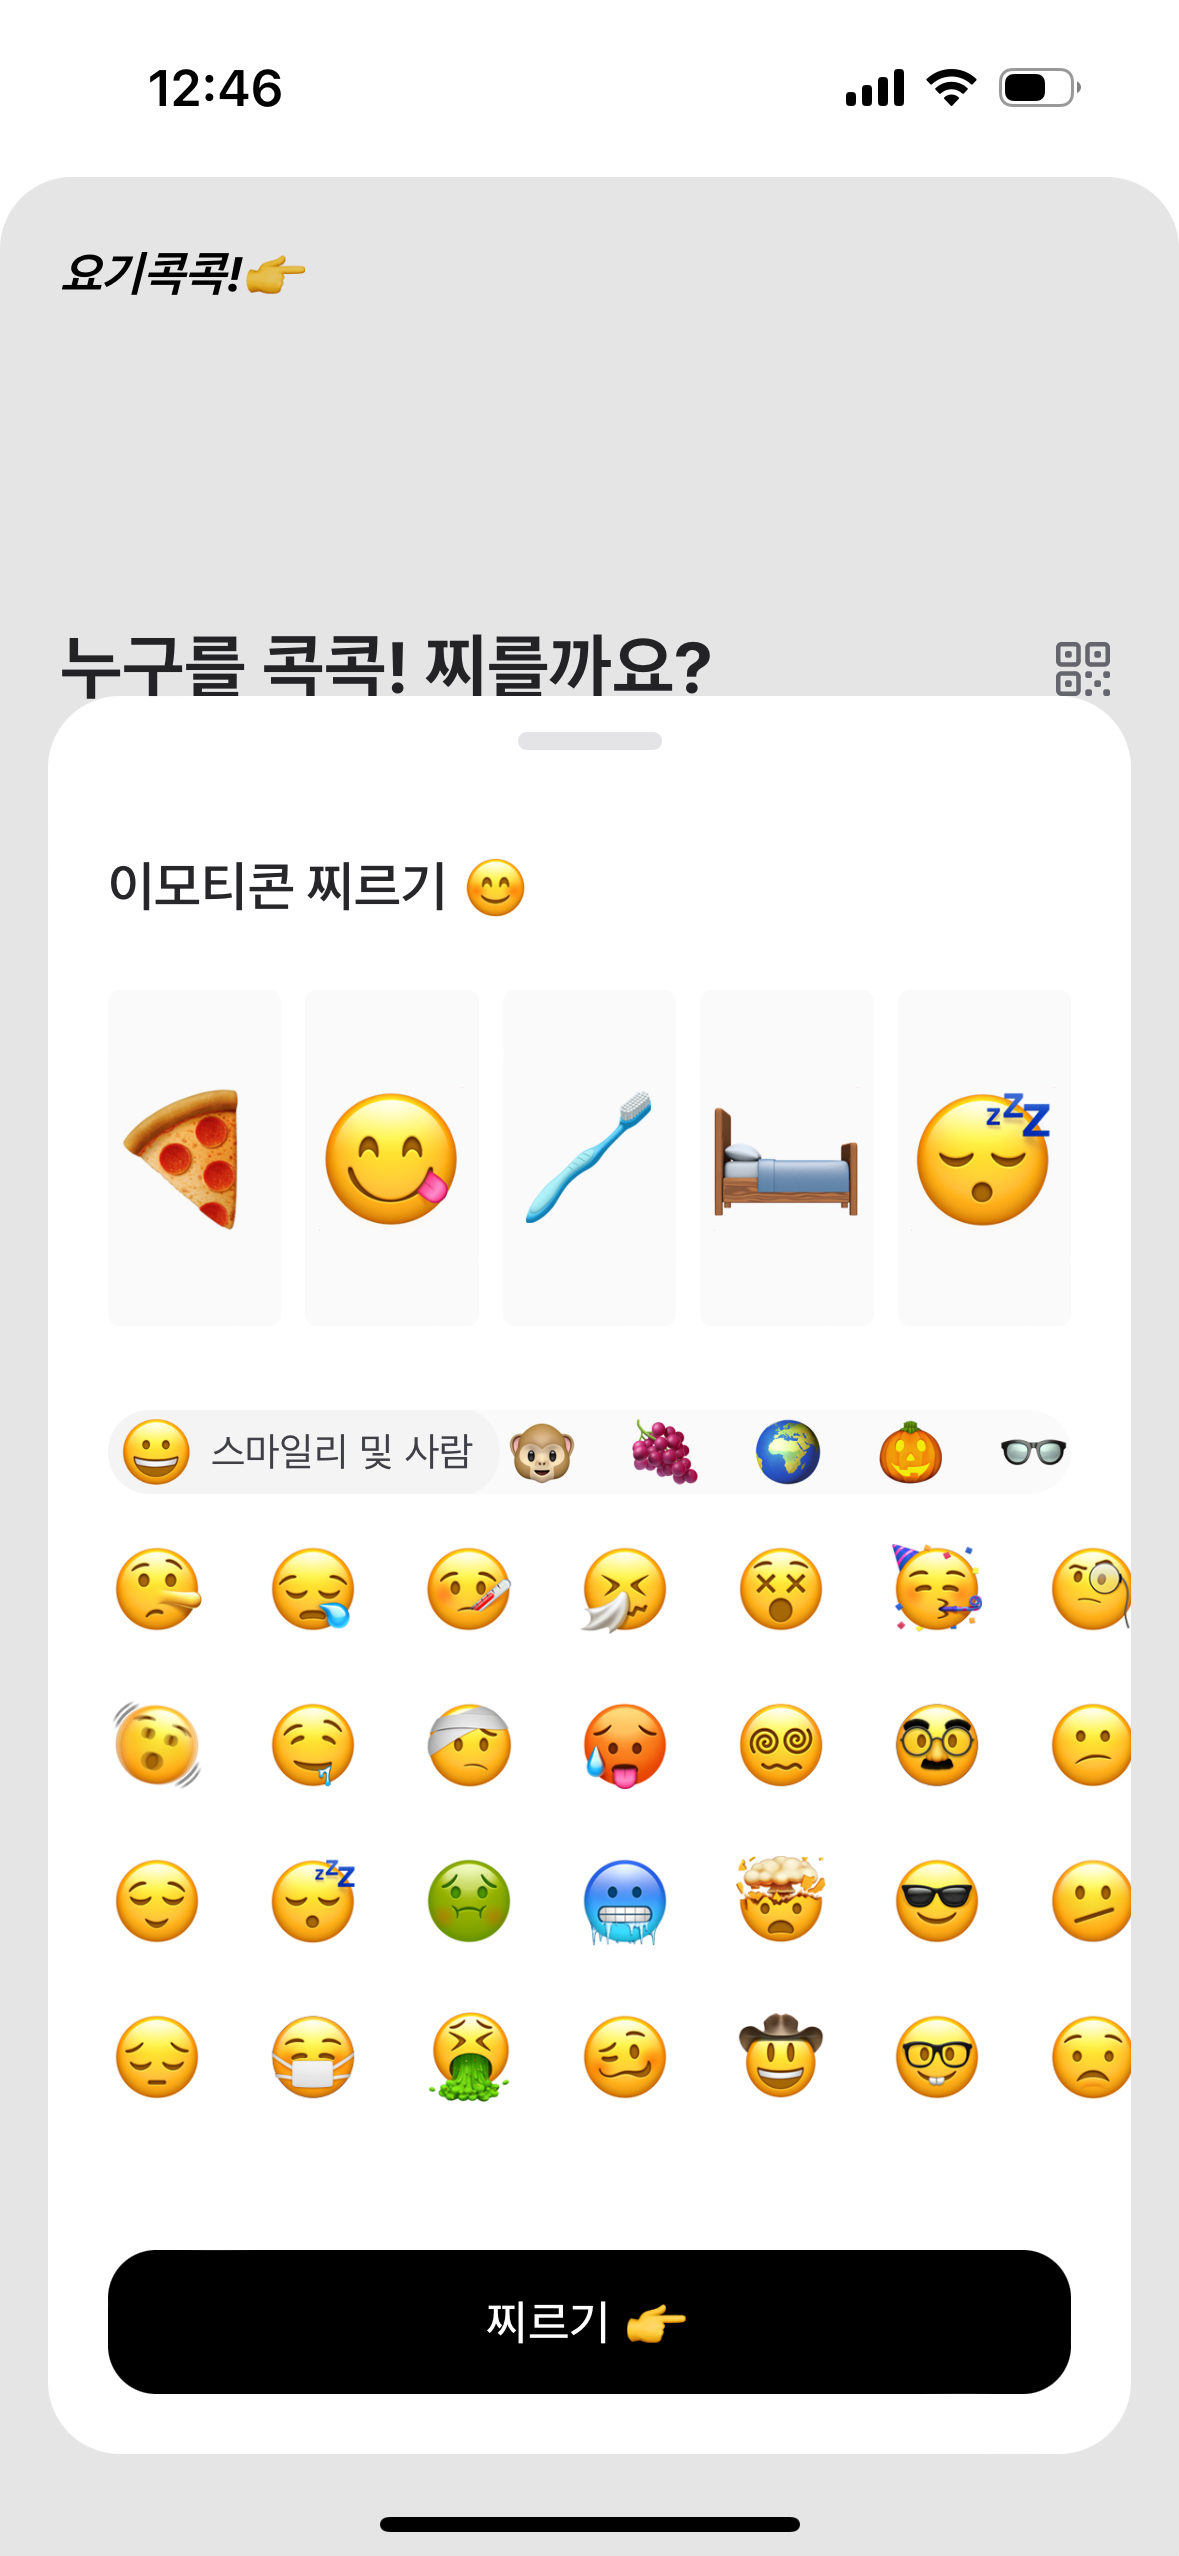 12:46
요기콕콕!👉
누구를 콕콕! 찌를까요?
이모티콘 찌르기 😊
스마일리 및 사람
찌르기 👉